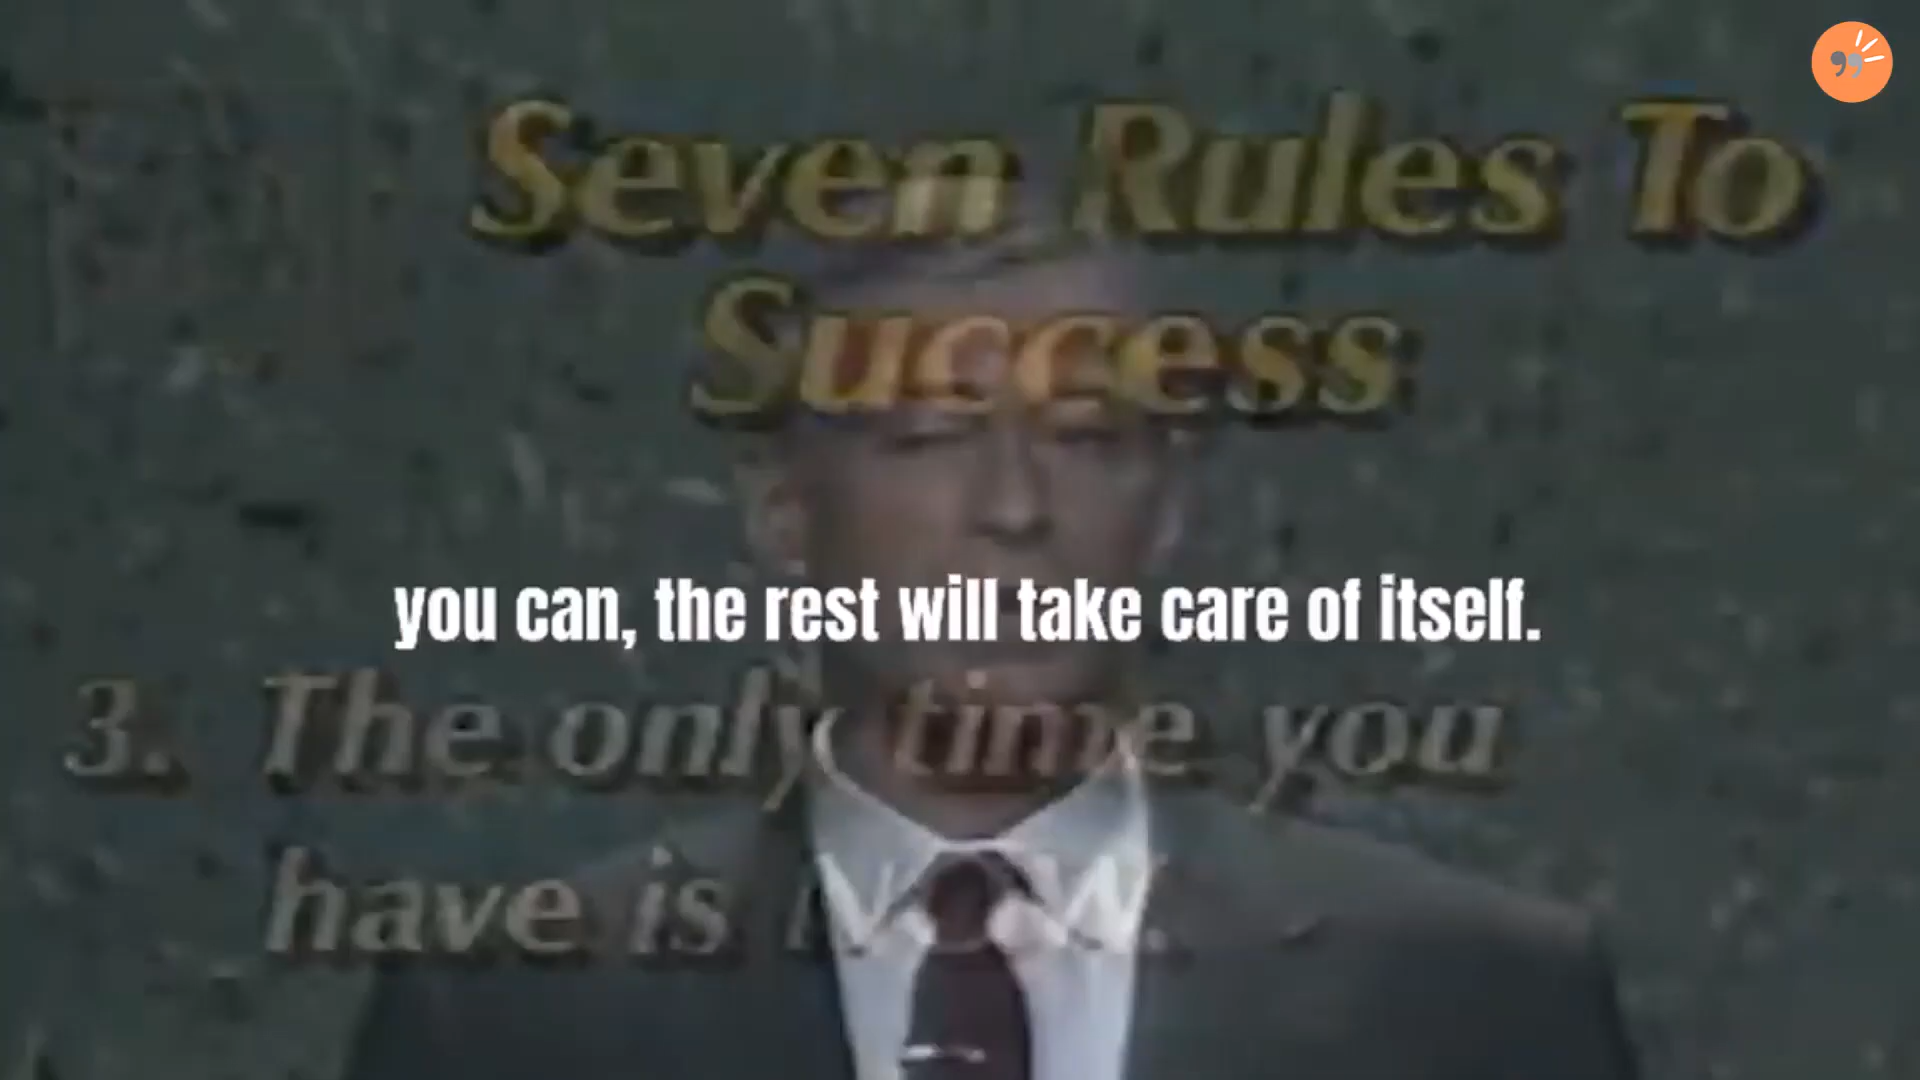 Seven Rules To
Success
you can, the rest will take care of itself.
3. The only time you
have is NOW.